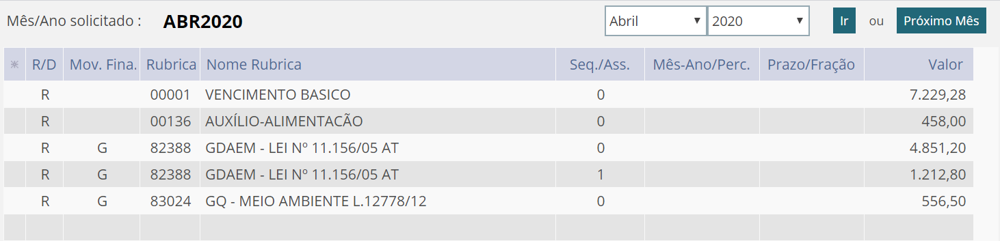 Mês/Ano solicitado : ABR2020 Abril 2020 Ir ou Próximo Mês
R/D Mov. Fina. Rubrica Nome Rubrica Seq./Ass. Mês-Ano/Perc. Prazo/Fração Valor
R 00001 VENCIMENTO BASICO 0 7.229,28
R 00136 AUXÍLIO-ALIMENTACÃO 0 458,00
R G 82388 GDAEM - LEI Nº 11.156/05 AT 0 4.851,20
R G 82388 GDAEM - LEI Nº 11.156/05 AT 1 1.212,80
R G 83024 GQ - MEIO AMBIENTE L.12778/12 0 556,50